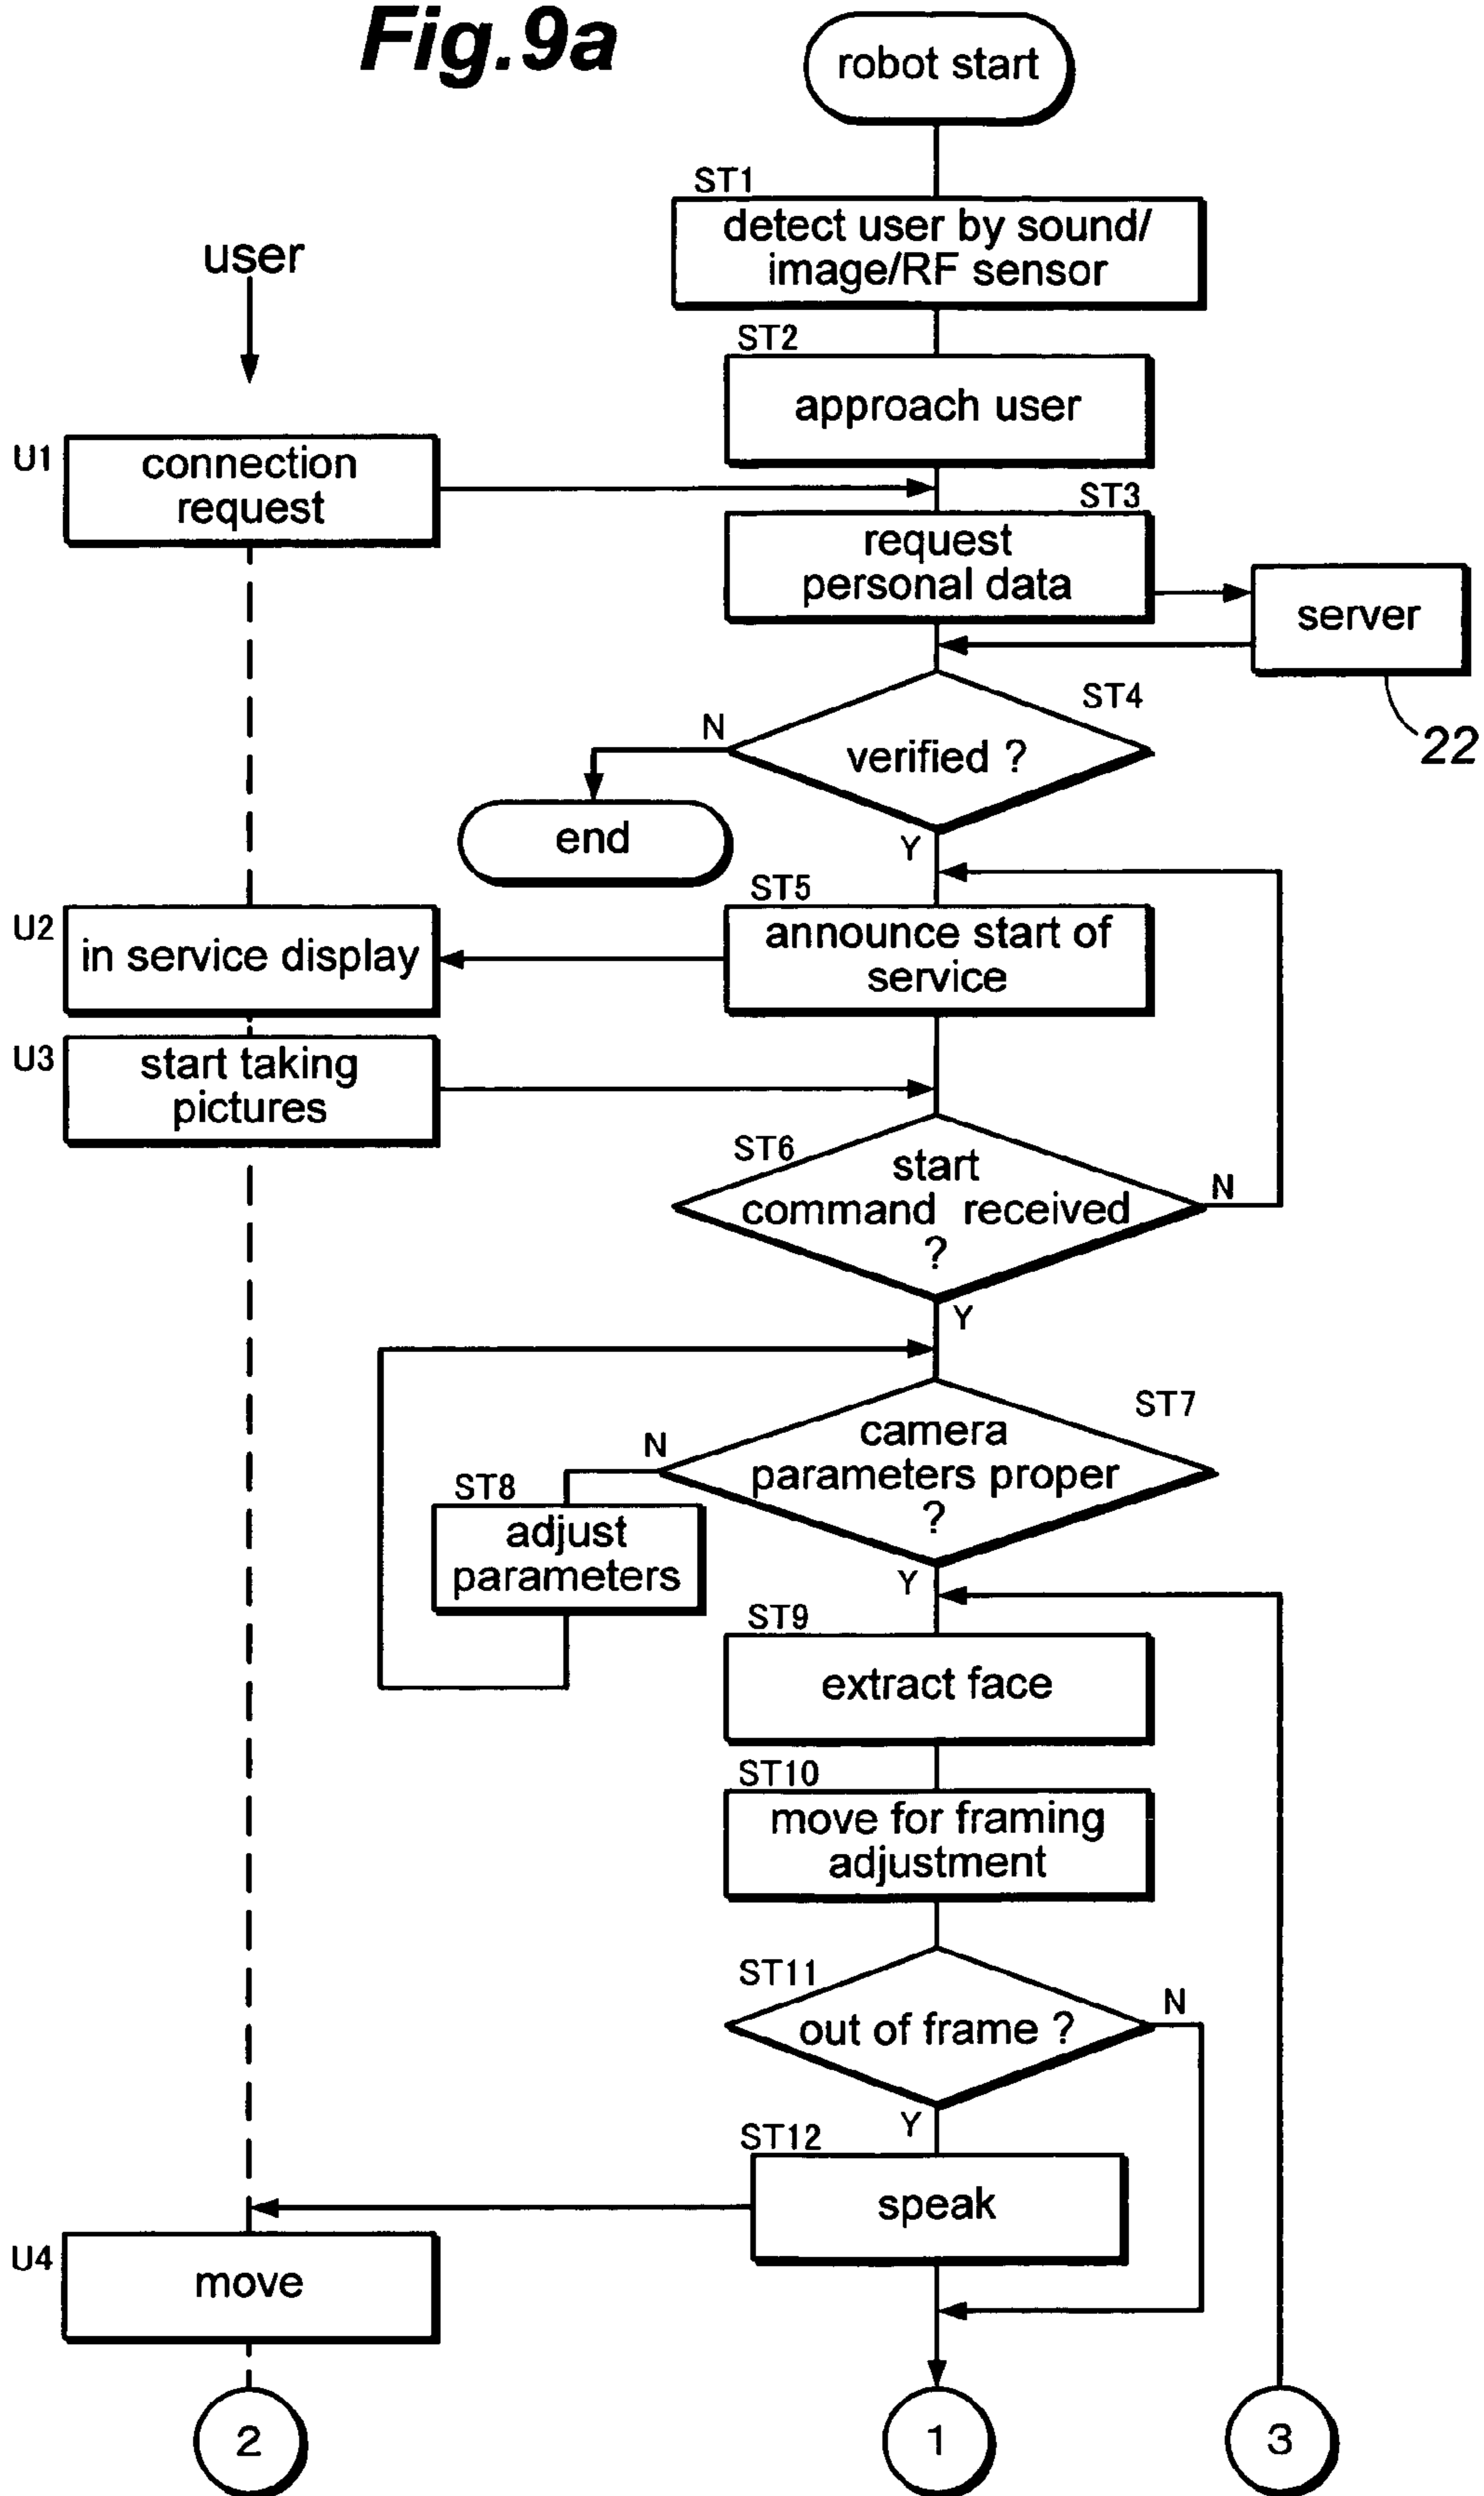 Fig.9a
robot start
ST1
detect user by sound/
image/RF sensor
user
ST2
approach user
U1
connection
request
ST3
request
personal data
server
22
ST4
N
verified ?
end
Y
ST5
announce start of
service
U2
in service display
U3
start taking
pictures
ST6
start
command received
?
N
Y
ST7
camera
parameters proper
?
N
ST8
adjust
parameters
Y
ST9
extract face
ST10
move for framing
adjustment
ST11
out of frame ?
N
Y
ST12
speak
U4
move
2
1
3